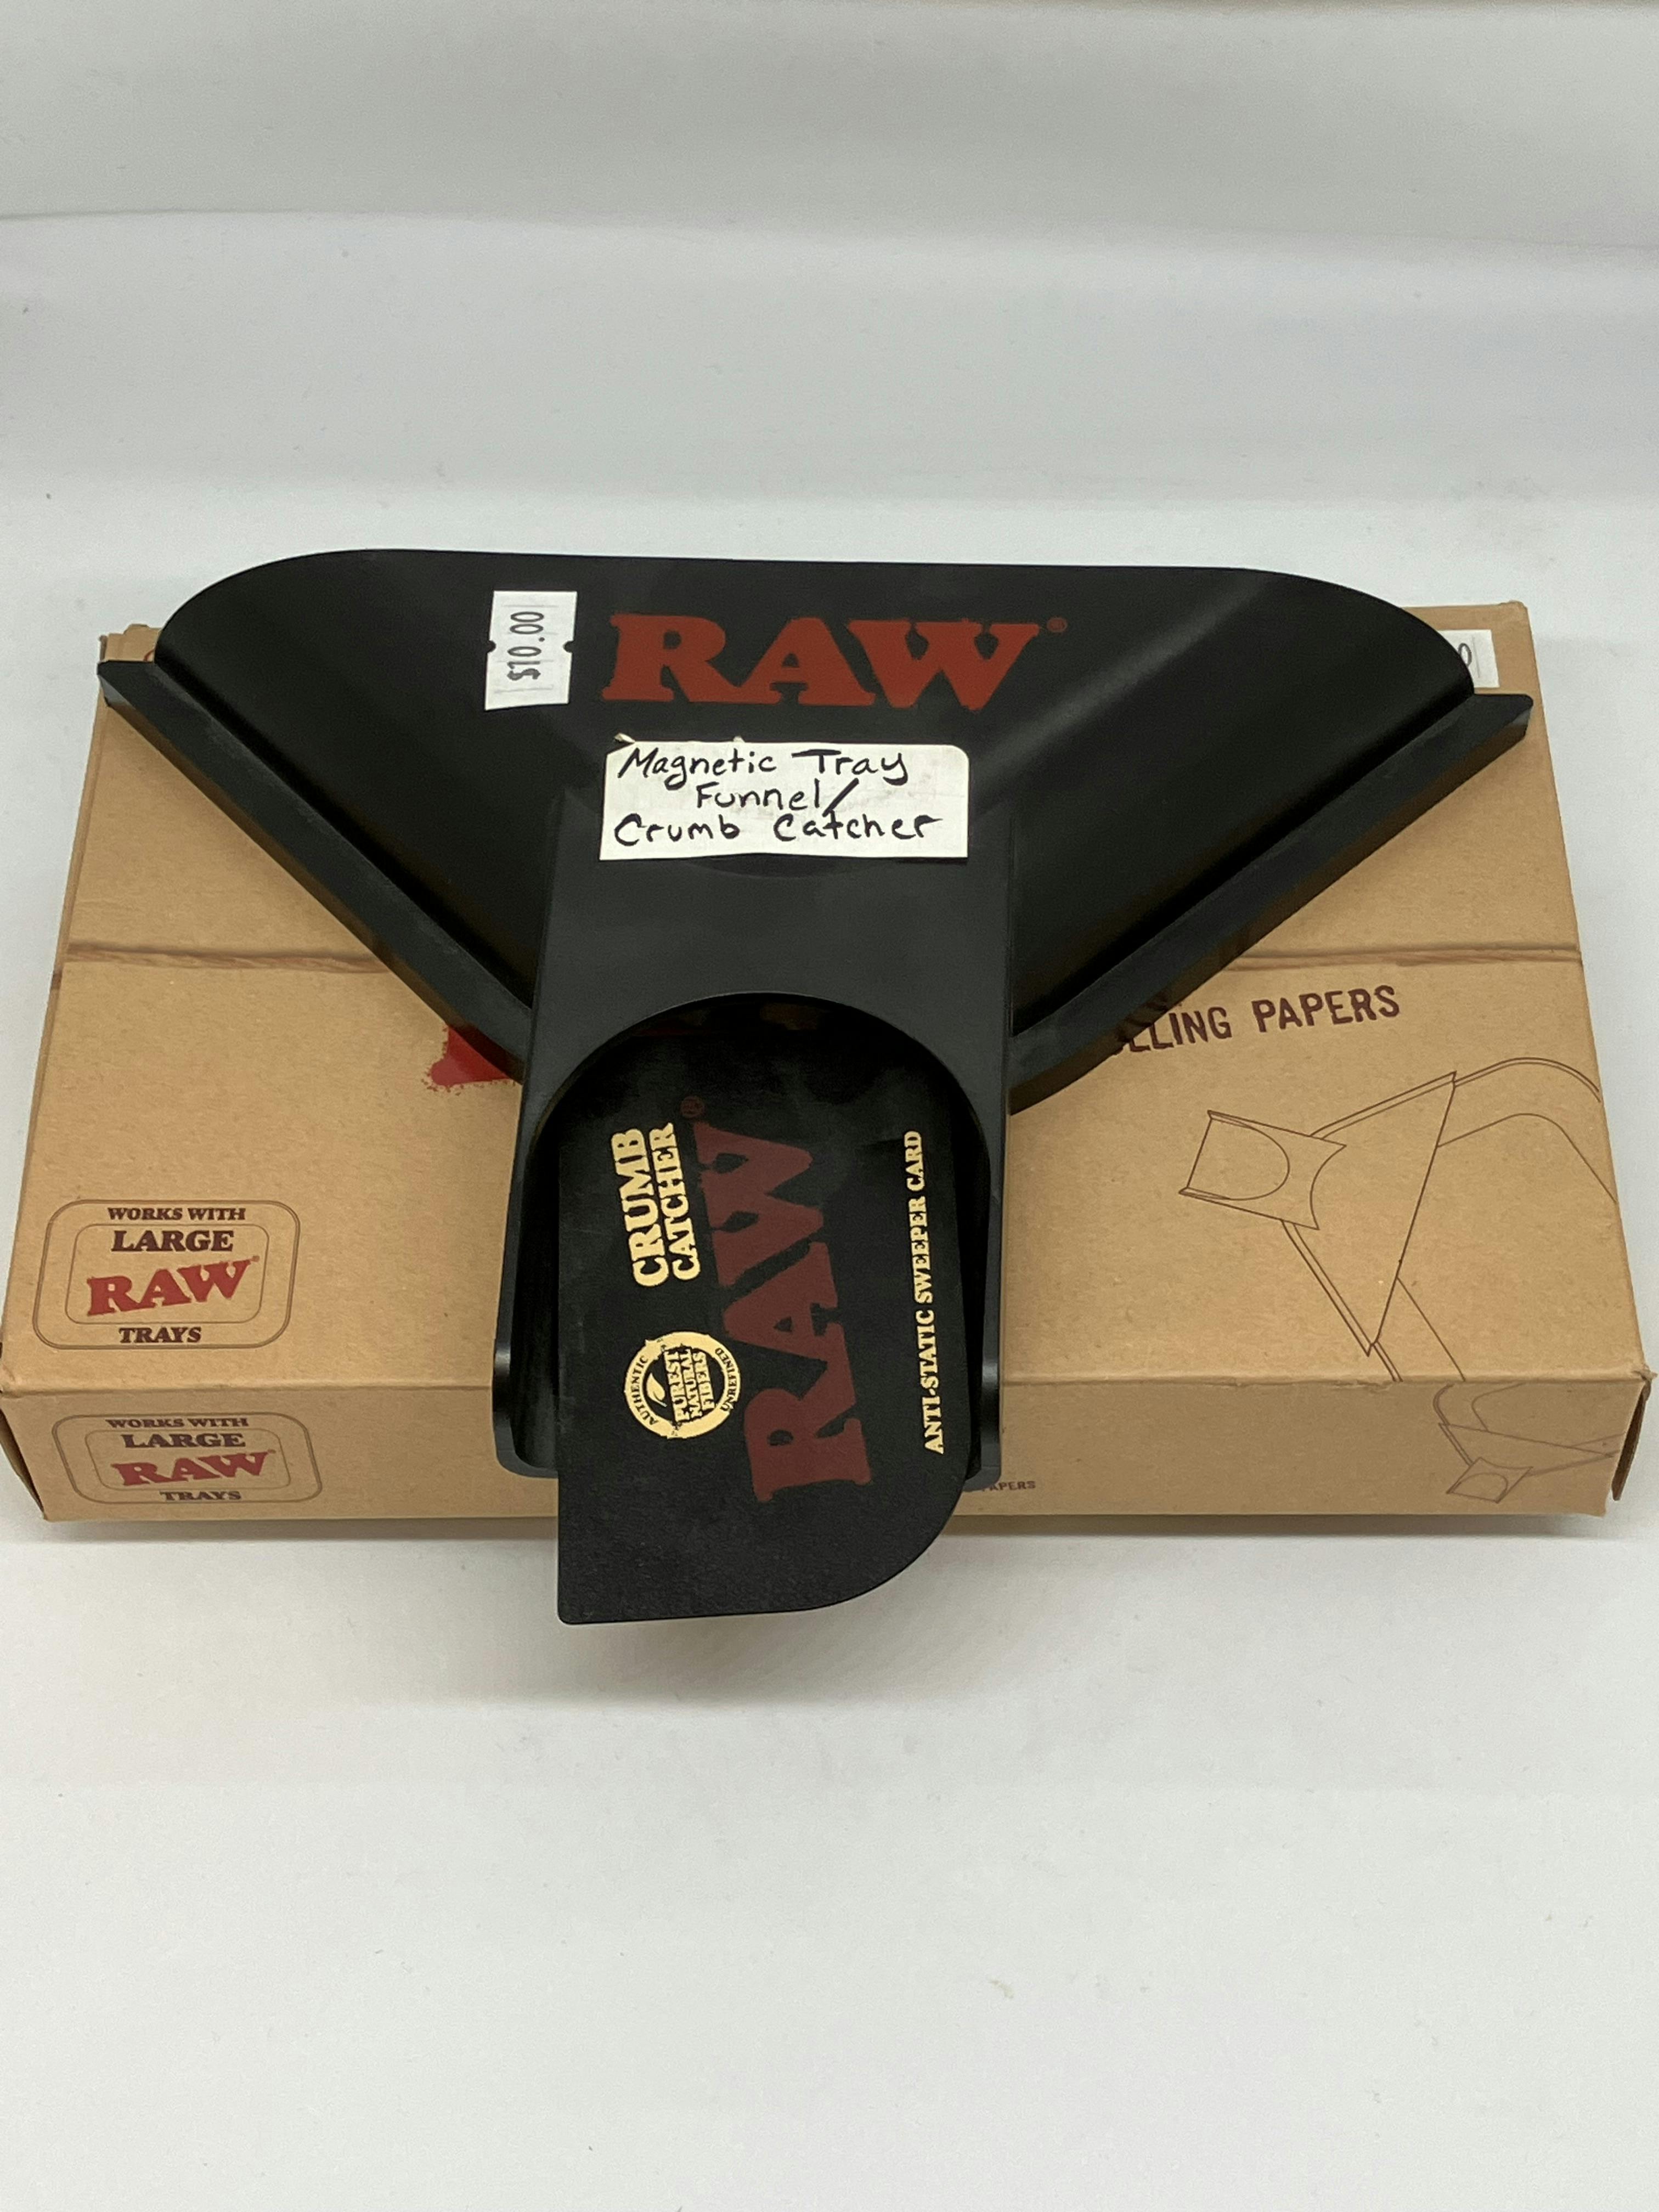 $10.00
RAW®
Magnetic Tray
Funnel/
Crumb Catcher
PAPERS
WORKS WITH
LARGE
RAW®
TRAYS
CRUMB
CATCHER
RAW®
ANTI-STATIC SWEEPER CARD
AUTHENTIC
PUREST
NATURAL
FIBERS
UNREFINED
WORKS WITH
LARGE
RAW
TRAYS
PAPERS